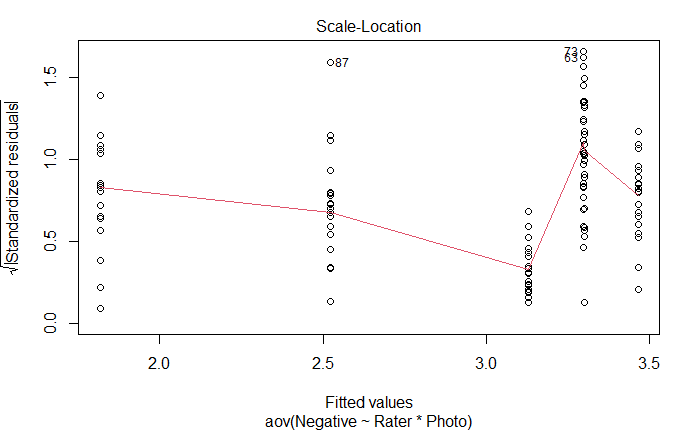 Scale-Location
√|Standardized residuals|
1.5
1.0
0.5
0.0
87
73
63
2.0
2.5
3.0
3.5
Fitted values
aov(Negative ~ Rater * Photo)